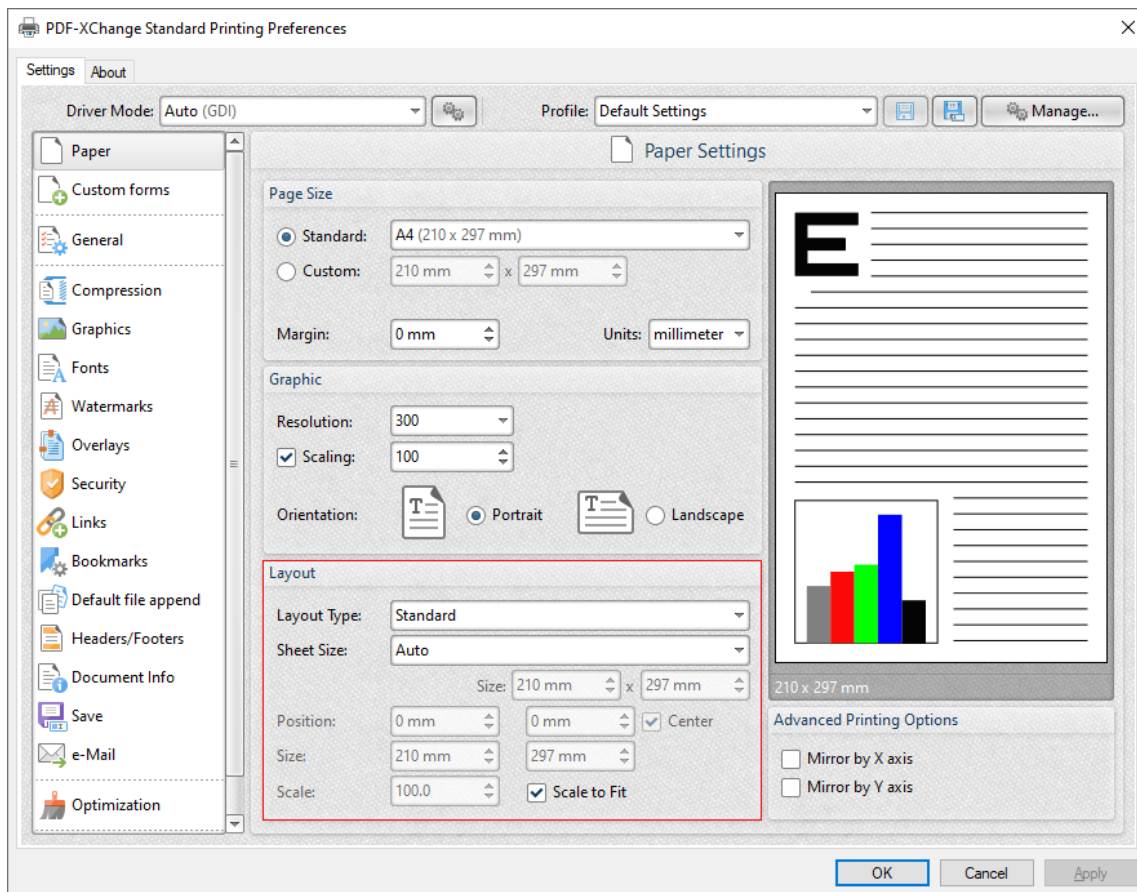 PDF-XChange Standard Printing Preferences
Settings About
Driver Mode: Auto (GDI) Profile: Default Settings Manage...
Paper
Custom forms
General
Compression
Graphics
Fonts
Watermarks
Overlays
Security
Links
Bookmarks
Default file append
Headers/Footers
Document Info
Save
e-Mail
Optimization
Paper Settings
Page Size
Standard: A4 (210 x 297 mm)
Custom: 210 mm x 297 mm
Margin: 0 mm Units: millimeter
Graphic
Resolution: 300
Scaling: 100
Orientation: T Portrait T Landscape
Layout
Layout Type: Standard
Sheet Size: Auto
Size: 210 mm x 297 mm
Position: 0 mm 0 mm Center
Size: 210 mm 297 mm
Scale: 100.0 Scale to Fit
E
210 x 297 mm
Advanced Printing Options
Mirror by X axis
Mirror by Y axis
OK Cancel Apply